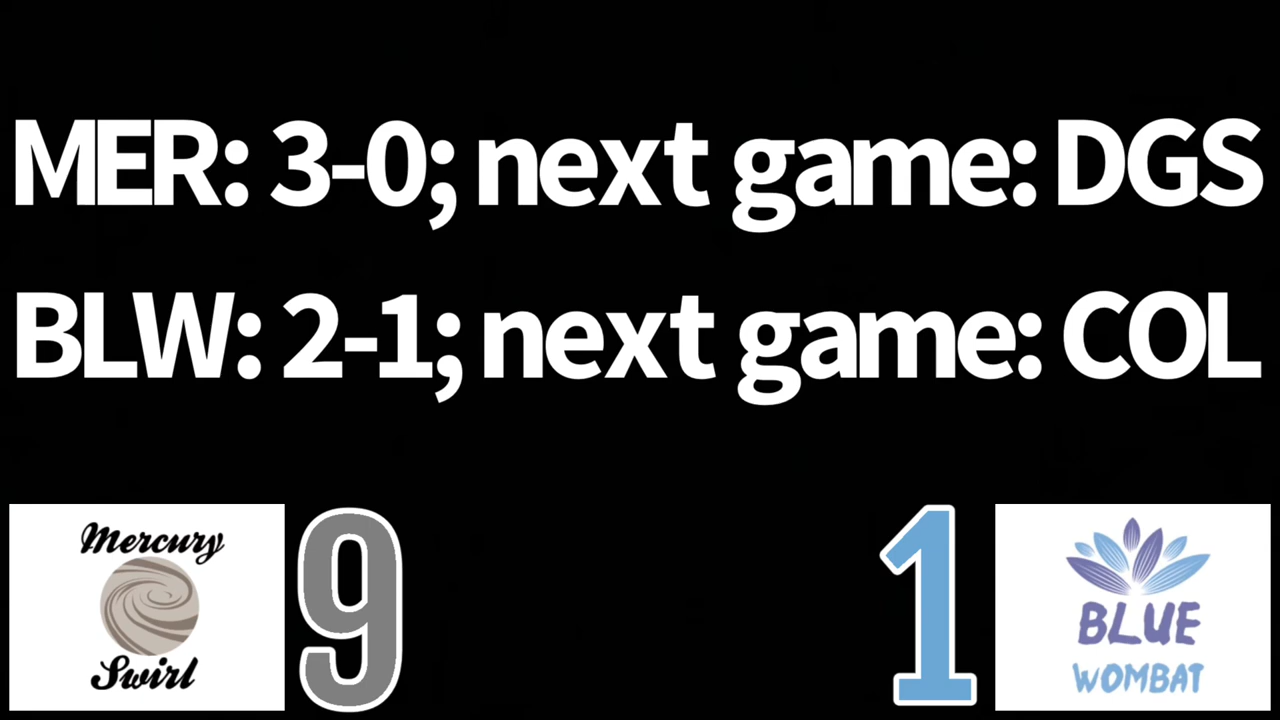 MER: 3-0; next game: DGS
BLW: 2-1; next game: COL
Mercury
Swirl
9
1
BLUE
WOMBAT